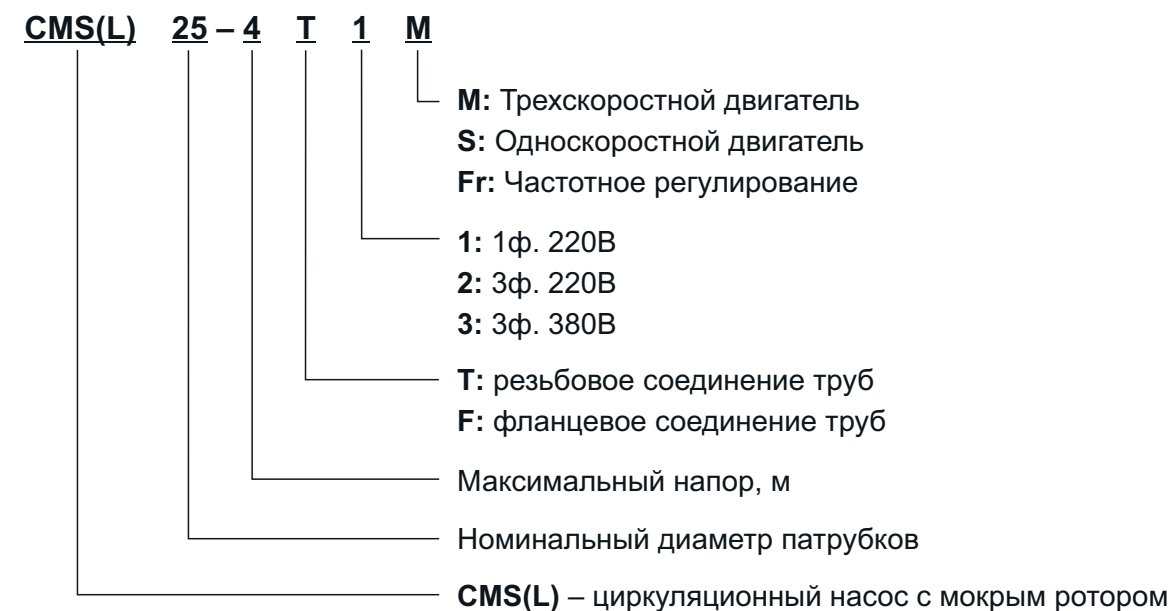 CMS(L) 25 – 4 T 1 M
M: Трехскоростной двигатель
S: Односкоростной двигатель
Fr: Частотное регулирование
1: 1ф. 220В
2: 3ф. 220В
3: 3ф. 380В
T: резьбовое соединение труб
F: фланцевое соединение труб
Максимальный напор, м
Номинальный диаметр патрубков
CMS(L) – циркуляционный насос с мокрым ротором